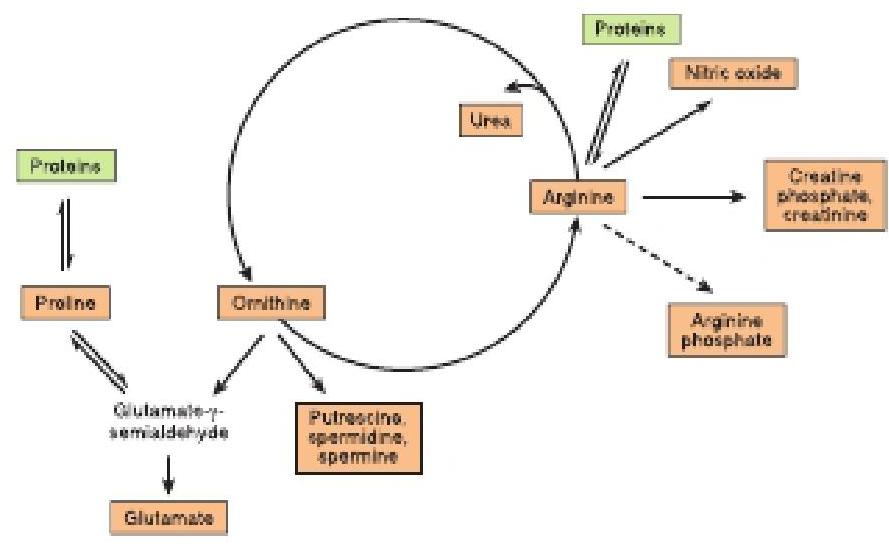 Proteins
Nitric oxide
Urea
Proteins
Arginine
Creatine
phosphate,
creatinine
Proline
Ornithine
Arginine
phosphate
Glutamate-γ-
semialdehyde
Putrescine,
spermidine,
spermine
Glutamate